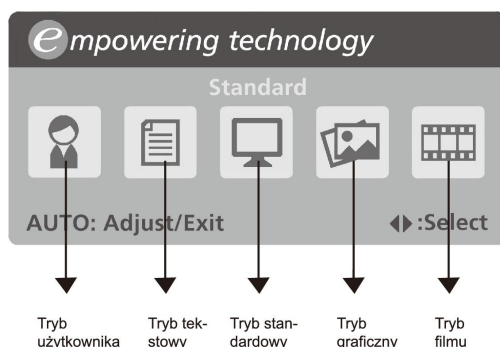 empowering technology
Standard
AUTO: Adjust/Exit
:Select
Tryb użytkownika
Tryb tek-
stowy
Tryb stan-
dardowy
Tryb
graficzny
Tryb
filmu